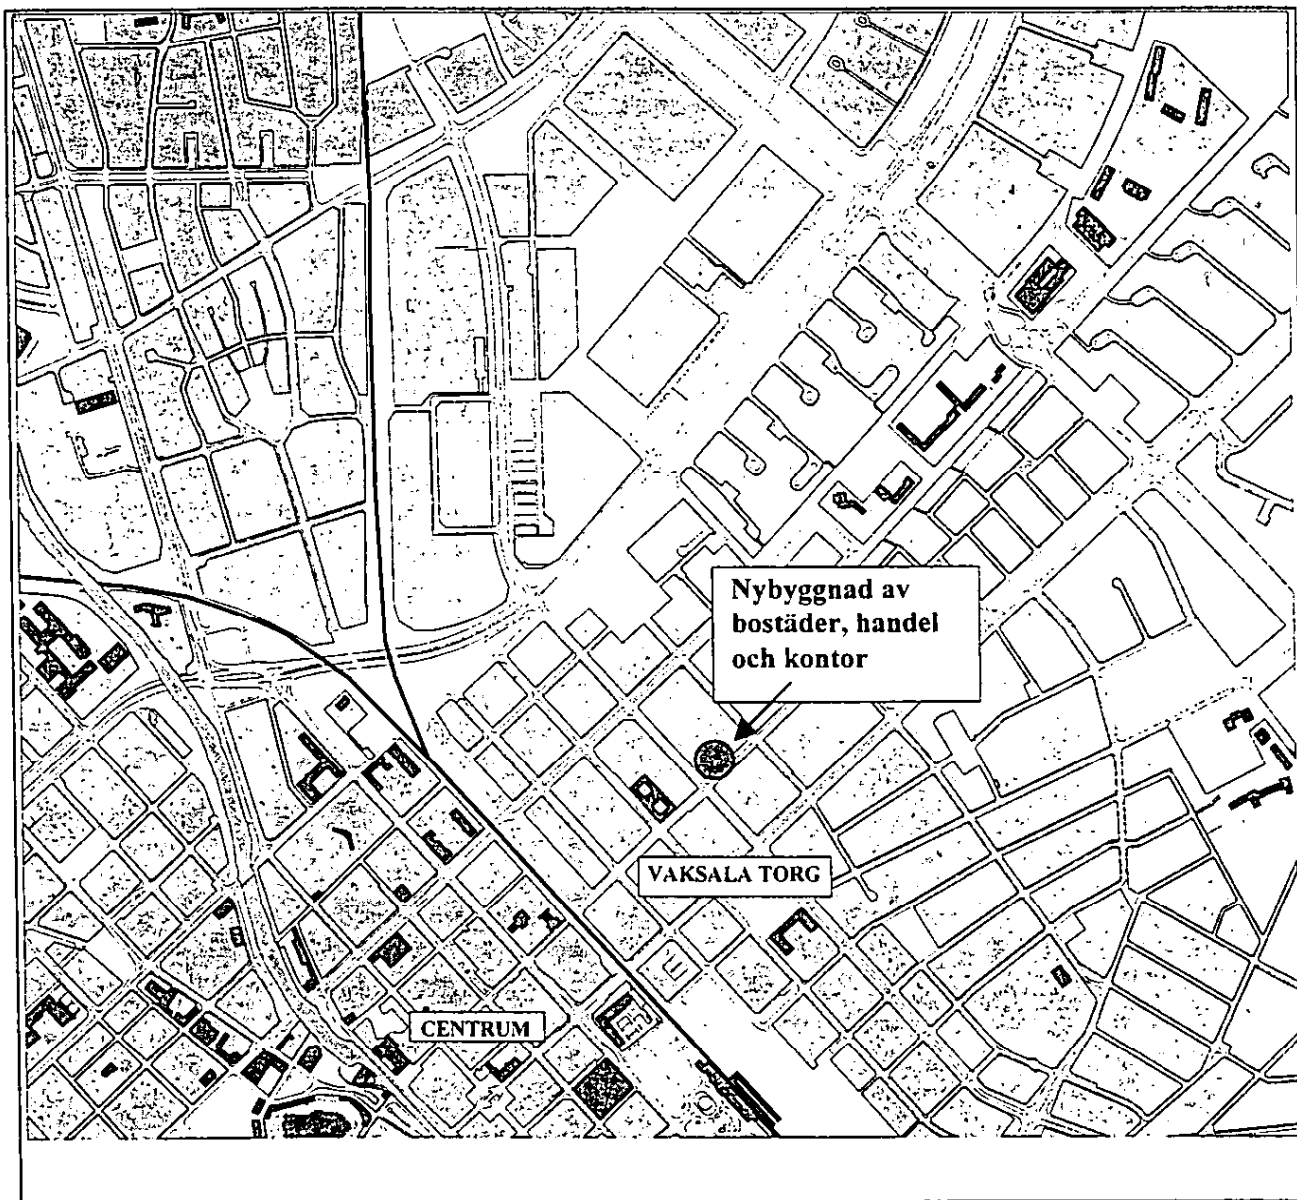 Nybyggnad av
bostäder, handel
och kontor
VAKSALA TORG
CENTRUM